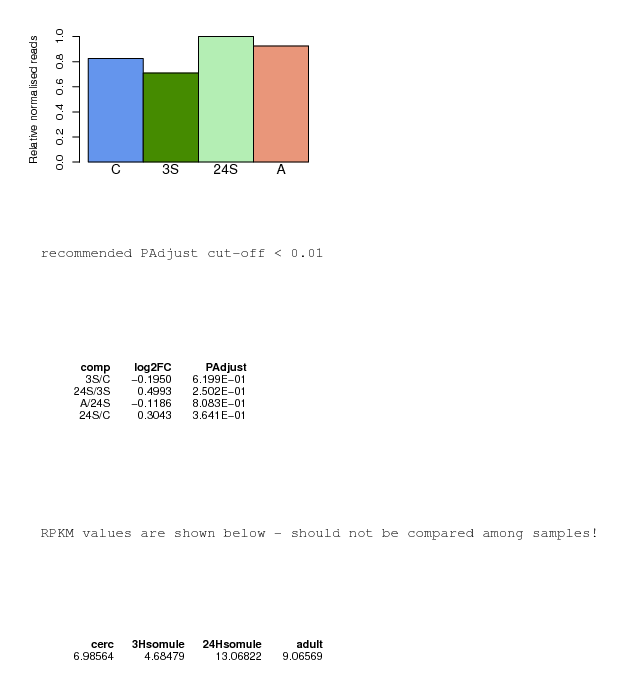 Relative normalised reads
1.0
0.8
0.6
0.4
0.2
0.0
C 3S 24S A
recommended PAdjust cut-off < 0.01
comp log2FC PAdjust
3S/C −0.1950 6.199E−01
24S/3S 0.4993 2.502E−01
A/24S −0.1186 8.083E−01
24S/C 0.3043 3.641E−01
RPKM values are shown below - should not be compared among samples!
cerc 3Hsomule 24Hsomule adult
6.98564 4.68479 13.06822 9.06569